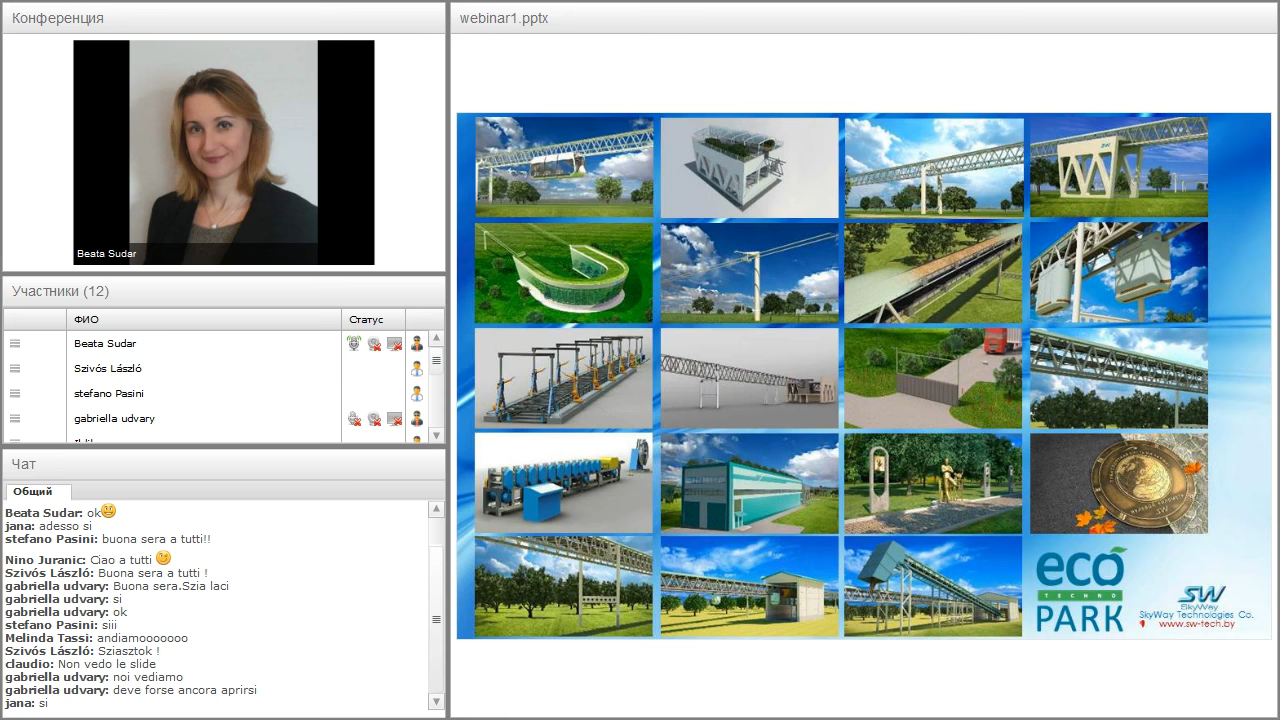 Конференция
Beata Sudar
Участники (12)
ФИО
Статус
Beata Sudar
Szivós László
stefano Pasini
gabriella udvary
Чат
Общий
Beata Sudar: ok
jana: adesso si
stefano Pasini: buona sera a tutti!!
Nino Juranic: Ciao a tutti
Szivós László: Buona sera a tutti !
gabriella udvary: Buona sera.Szia laci
gabriella udvary: si
gabriella udvary: ok
stefano Pasini: siii
Melinda Tassi: andiamooooooo
Szivós László: Sziasztok !
claudio: Non vedo le slide
gabriella udvary: noi vediamo
gabriella udvary: deve forse ancora aprirsi
jana: si
webinar1.pptx
SW
eco
TECHNO
PARK
SW
SkyWay
SkyWay Technologies Co.
www.sw-tech.by